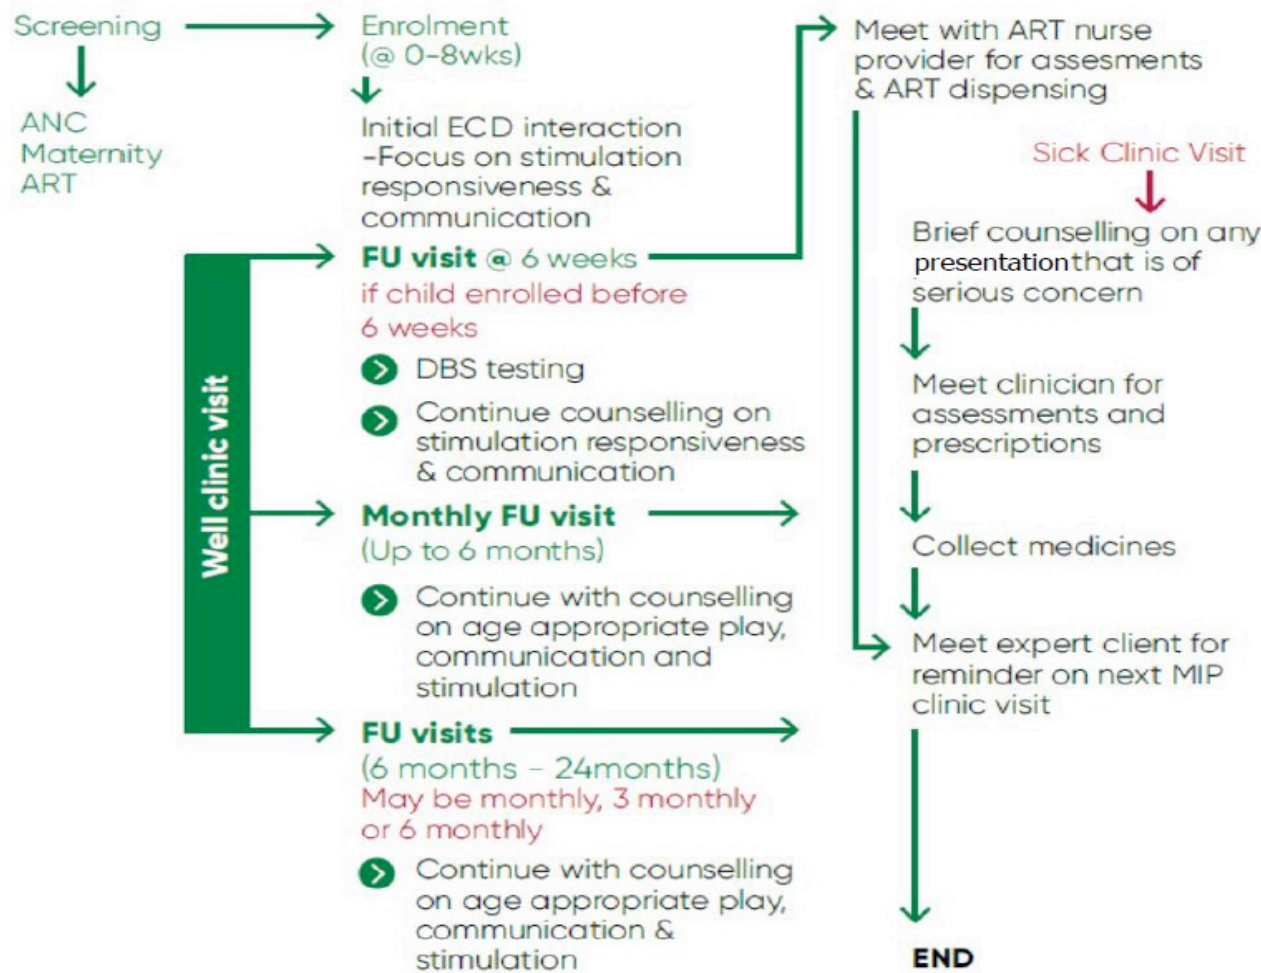 Screening
ANC
Maternity
ART
Enrolment
(@ 0-8wks)
Initial ECD interaction
-Focus on stimulation
responsiveness &
communication
Well clinic visit
FU visit @ 6 weeks
if child enrolled before
6 weeks
DBS testing
Continue counselling on
stimulation responsiveness
& communication
Monthly FU visit
(Up to 6 months)
Continue with counselling
on age appropriate play,
communication and
stimulation
FU visits
(6 months - 24months)
May be monthly, 3 monthly
or 6 monthly
Continue with counselling
on age appropriate play,
communication &
stimulation
Meet with ART nurse
provider for assesments
& ART dispensing
Sick Clinic Visit
Brief counselling on any
presentation that is of
serious concern
Meet clinician for
assessments and
prescriptions
Collect medicines
Meet expert client for
reminder on next MIP
clinic visit
END